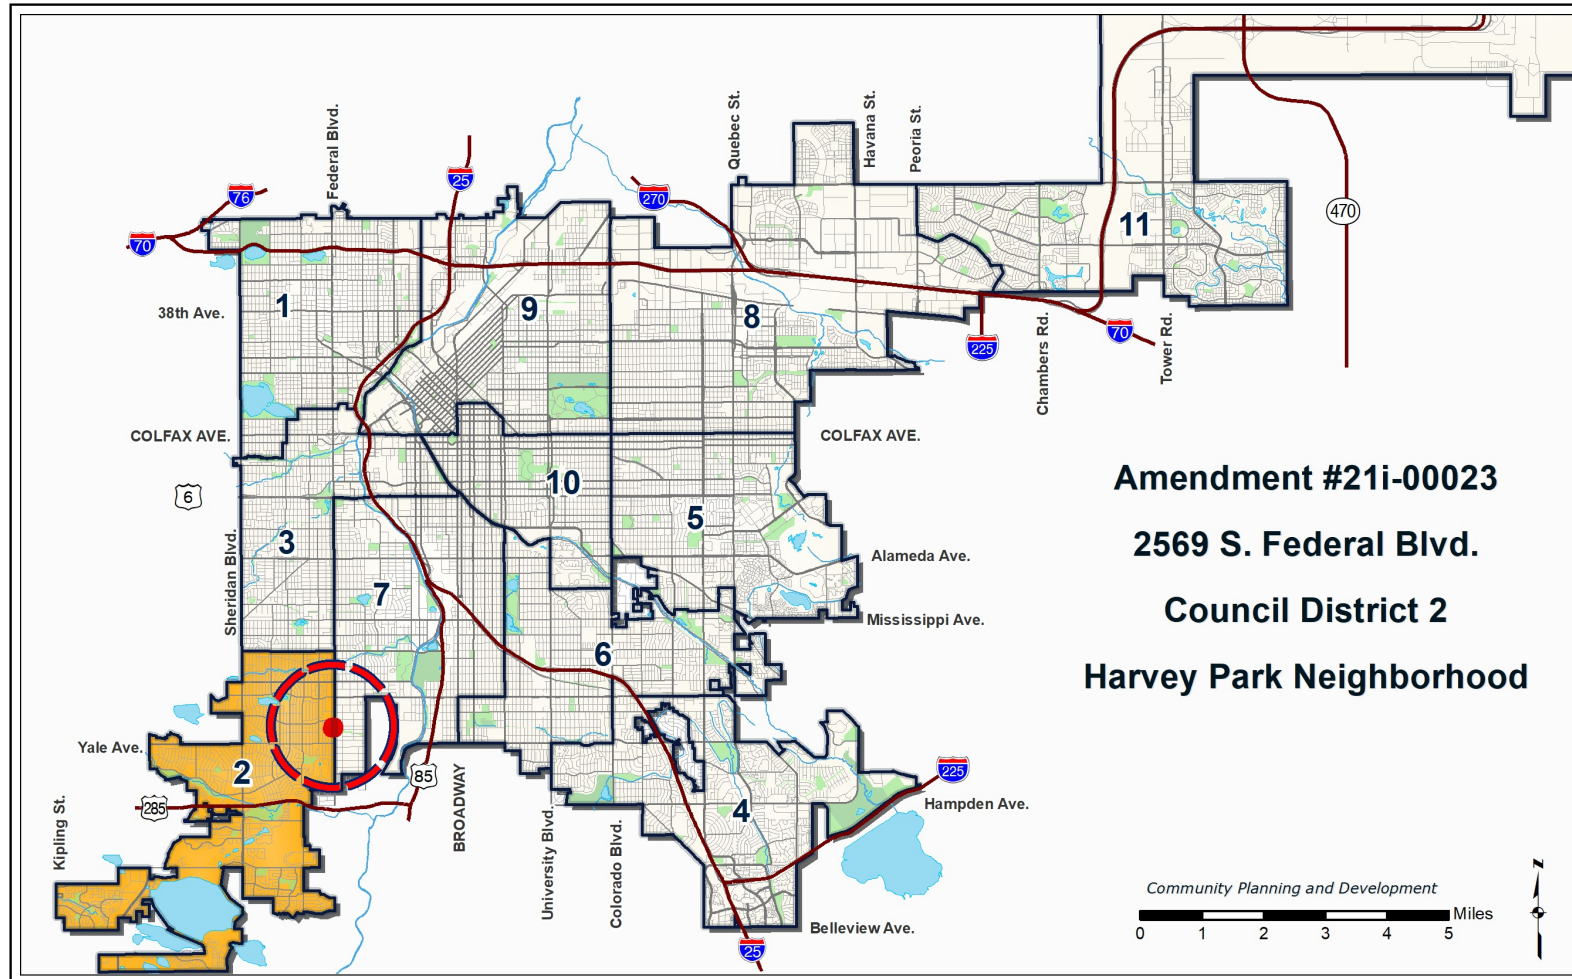 Federal Blvd.
Quebec St.
Havana St.
Peoria St.
76
25
270
70
470
11
1
9
8
38th Ave.
225
Chambers Rd.
70
Tower Rd.
COLFAX AVE.
COLFAX AVE.
6
10
5
3
Sheridan Blvd.
7
Alameda Ave.
Mississippi Ave.
6
Amendment #21i-00023
2569 S. Federal Blvd.
Council District 2
Harvey Park Neighborhood
Yale Ave.
2
85
285
Kipling St.
BROADWAY
University Blvd.
Colorado Blvd.
4
225
Hampden Ave.
Belleview Ave.
25
Community Planning and Development
Miles
0 1 2 3 4 5
N